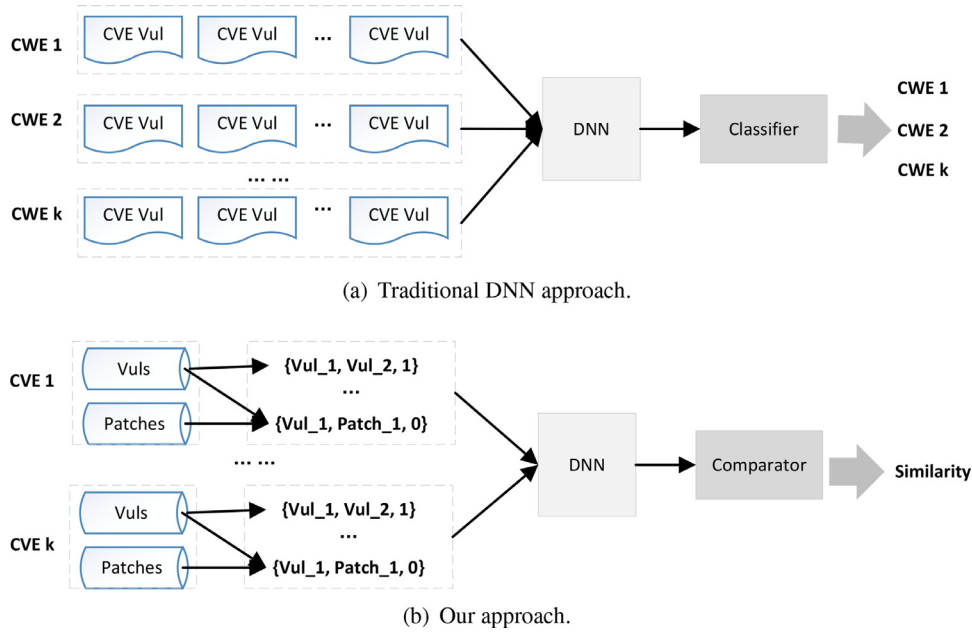 CWE 1 CVE Vul CVE Vul ... CVE Vul
CWE 2 CVE Vul CVE Vul ... CVE Vul
... ...
CWE k CVE Vul CVE Vul ... CVE Vul
DNN
Classifier
CWE 1
CWE 2
CWE k
(a) Traditional DNN approach.
CVE 1
Vuls
Patches
{Vul_1, Vul_2, 1}
...
{Vul_1, Patch_1, 0}
... ...
CVE k
Vuls
Patches
{Vul_1, Vul_2, 1}
...
{Vul_1, Patch_1, 0}
DNN
Comparator
Similarity
(b) Our approach.